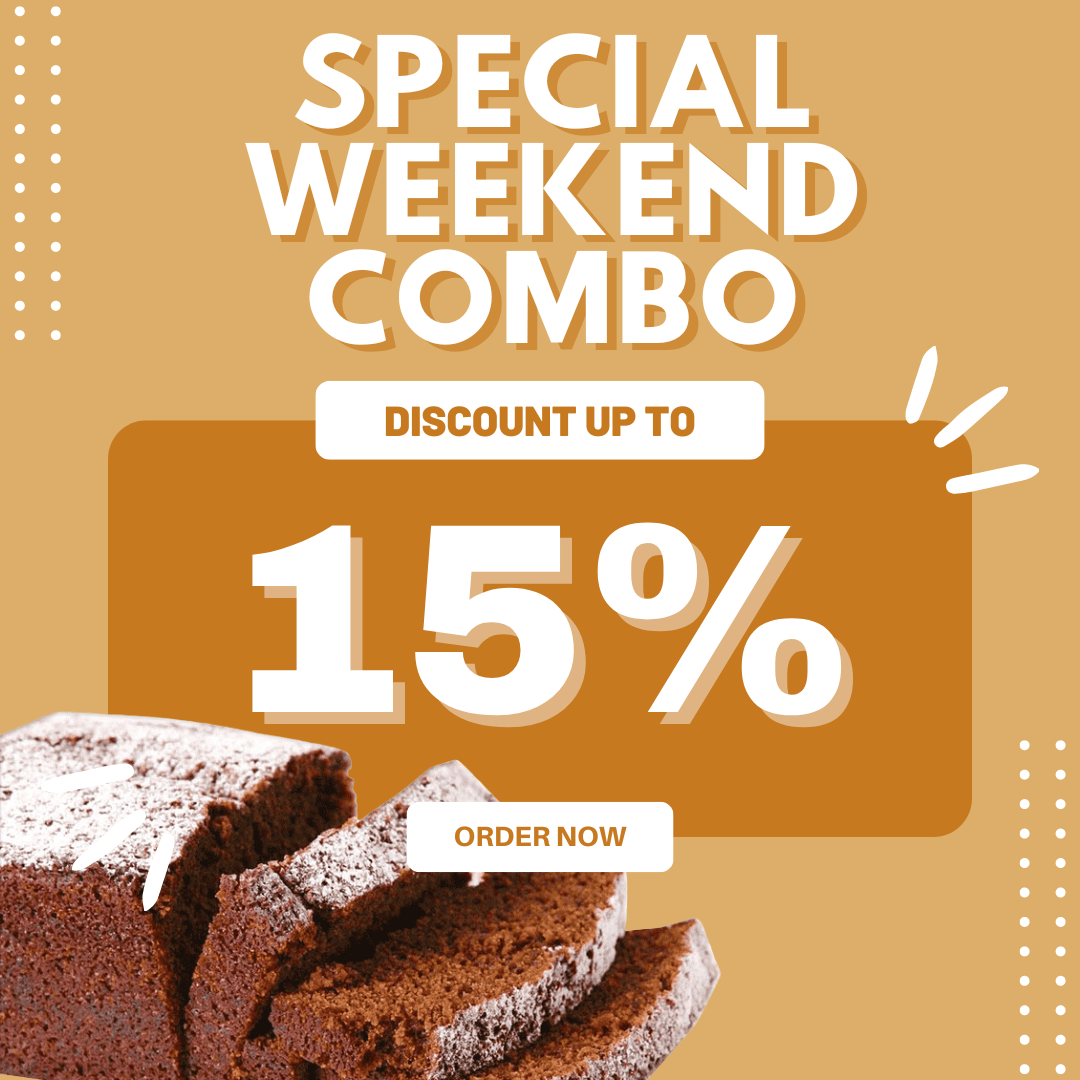 SPECIAL
WEEKEND
COMBO
DISCOUNT UP TO
15%
ORDER NOW